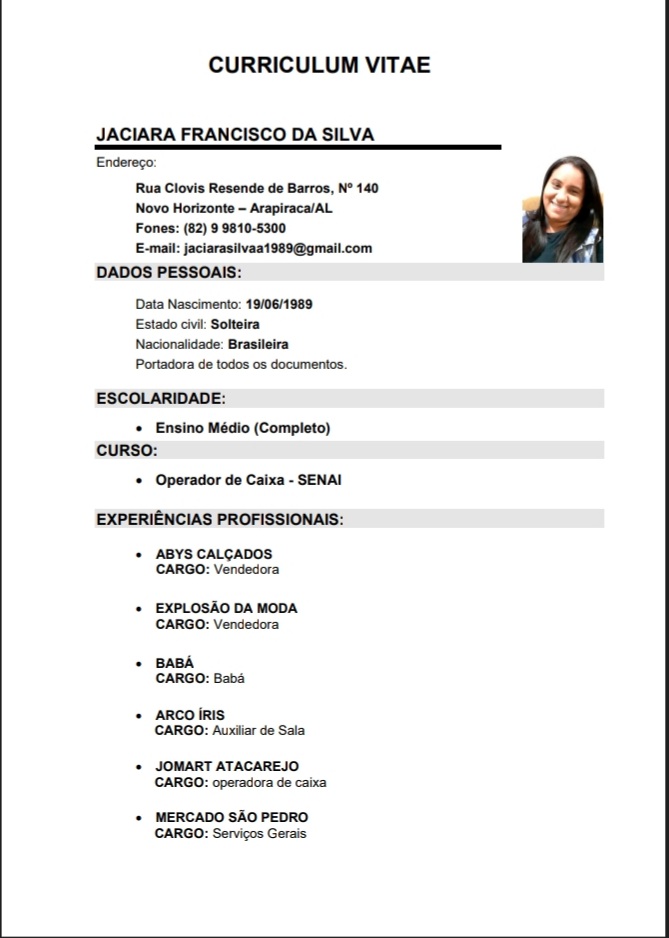 CURRICULUM VITAE
JACIARA FRANCISCO DA SILVA
Endereço:
Rua Clovis Resende de Barros, Nº 140
Novo Horizonte – Arapiraca/AL
Fones: (82) 9 9810-5300
E-mail: jaciarasilvaa1989@gmail.com
DADOS PESSOAIS:
Data Nascimento: 19/06/1989
Estado civil: Solteira
Nacionalidade: Brasileira
Portadora de todos os documentos.
ESCOLARIDADE:
• Ensino Médio (Completo)
CURSO:
• Operador de Caixa - SENAI
EXPERIÊNCIAS PROFISSIONAIS:
• ABYS CALÇADOS
CARGO: Vendedora
• EXPLOSÃO DA MODA
CARGO: Vendedora
• BABÁ
CARGO: Babá
• ARCO ÍRIS
CARGO: Auxiliar de Sala
• JOMART ATACAREJO
CARGO: operadora de caixa
• MERCADO SÃO PEDRO
CARGO: Serviços Gerais